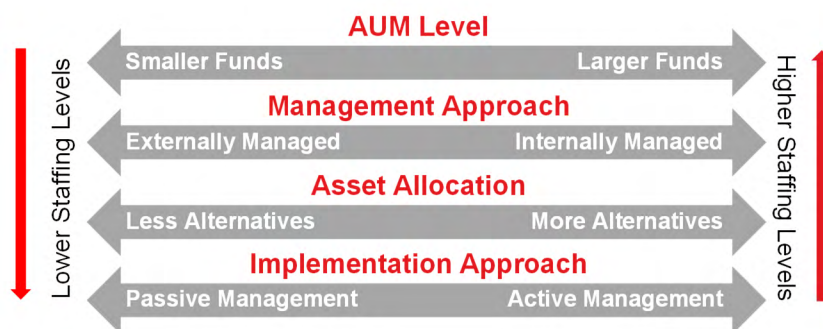 AUM Level
Smaller Funds Larger Funds
Management Approach
Externally Managed Internally Managed
Asset Allocation
Less Alternatives More Alternatives
Implementation Approach
Passive Management Active Management
Lower Staffing Levels
Higher Staffing Levels